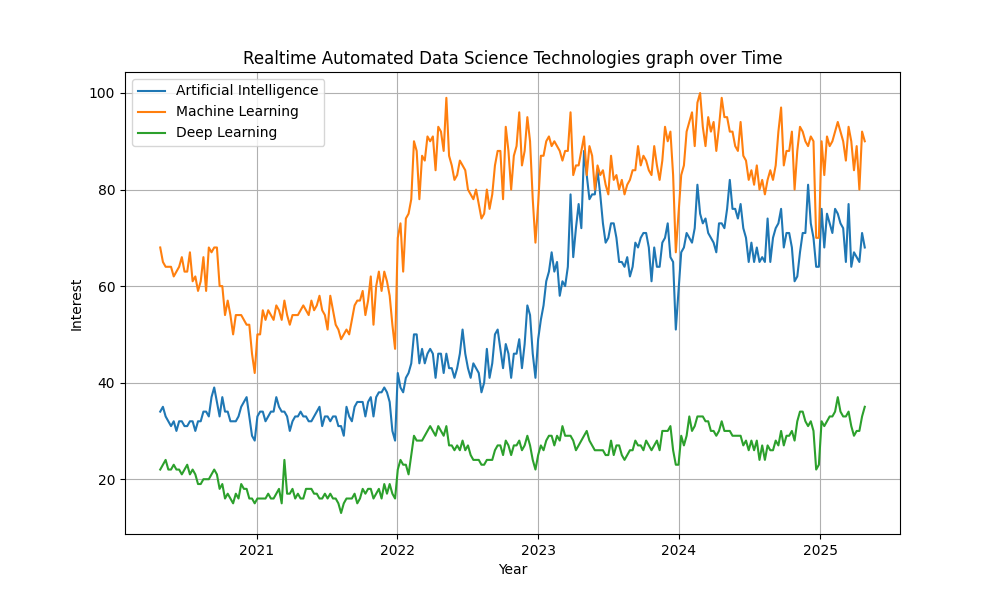 Realtime Automated Data Science Technologies graph over Time
Artificial Intelligence
Machine Learning
Deep Learning
100
80
60
40
20
Interest
2021 2022 2023 2024 2025
Year